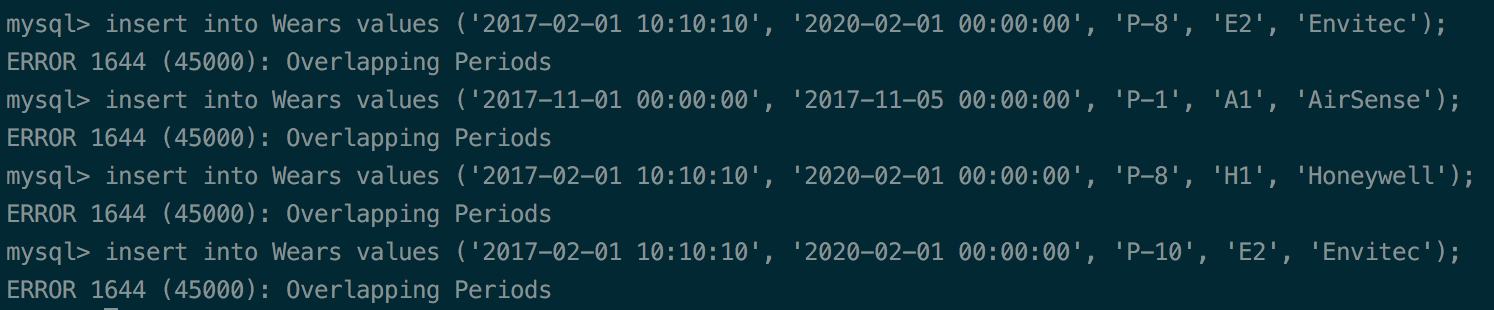 mysql> insert into Wears values ('2017-02-01 10:10:10', '2020-02-01 00:00:00', 'P-8', 'E2', 'Envitec');
ERROR 1644 (45000): Overlapping Periods
mysql> insert into Wears values ('2017-11-01 00:00:00', '2017-11-05 00:00:00', 'P-1', 'A1', 'AirSense');
ERROR 1644 (45000): Overlapping Periods
mysql> insert into Wears values ('2017-02-01 10:10:10', '2020-02-01 00:00:00', 'P-8', 'H1', 'Honeywell');
ERROR 1644 (45000): Overlapping Periods
mysql> insert into Wears values ('2017-02-01 10:10:10', '2020-02-01 00:00:00', 'P-10', 'E2', 'Envitec');
ERROR 1644 (45000): Overlapping Periods